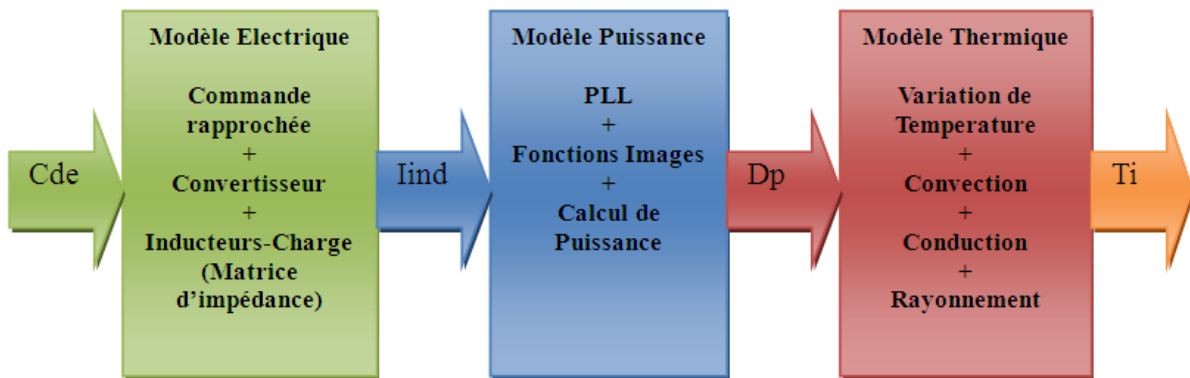 Cde
Modèle Electrique
Commande
rapprochée
+
Convertisseur
+
Inducteurs-Charge
(Matrice
d'impédance)
Iind
Modèle Puissance
PLL
+
Fonctions Images
+
Calcul de
Puissance
Dp
Modèle Thermique
Variation de
Temperature
+
Convection
+
Conduction
+
Rayonnement
Ti